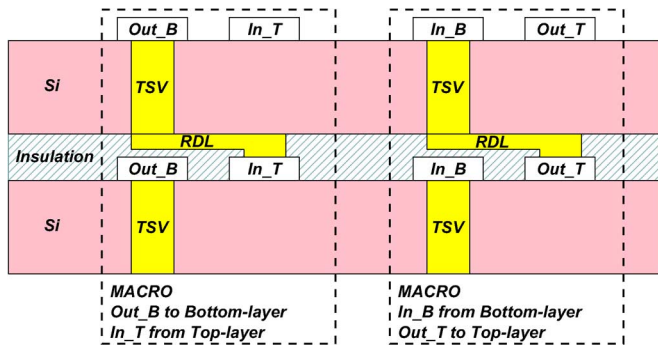 Out_B In_T In_B Out_T
Si TSV TSV
RDL RDL
Insulation
Out_B In_T In_B Out_T
Si TSV TSV
MACRO
Out_B to Bottom-layer
In_T from Top-layer
MACRO
In_B from Bottom-layer
Out_T to Top-layer